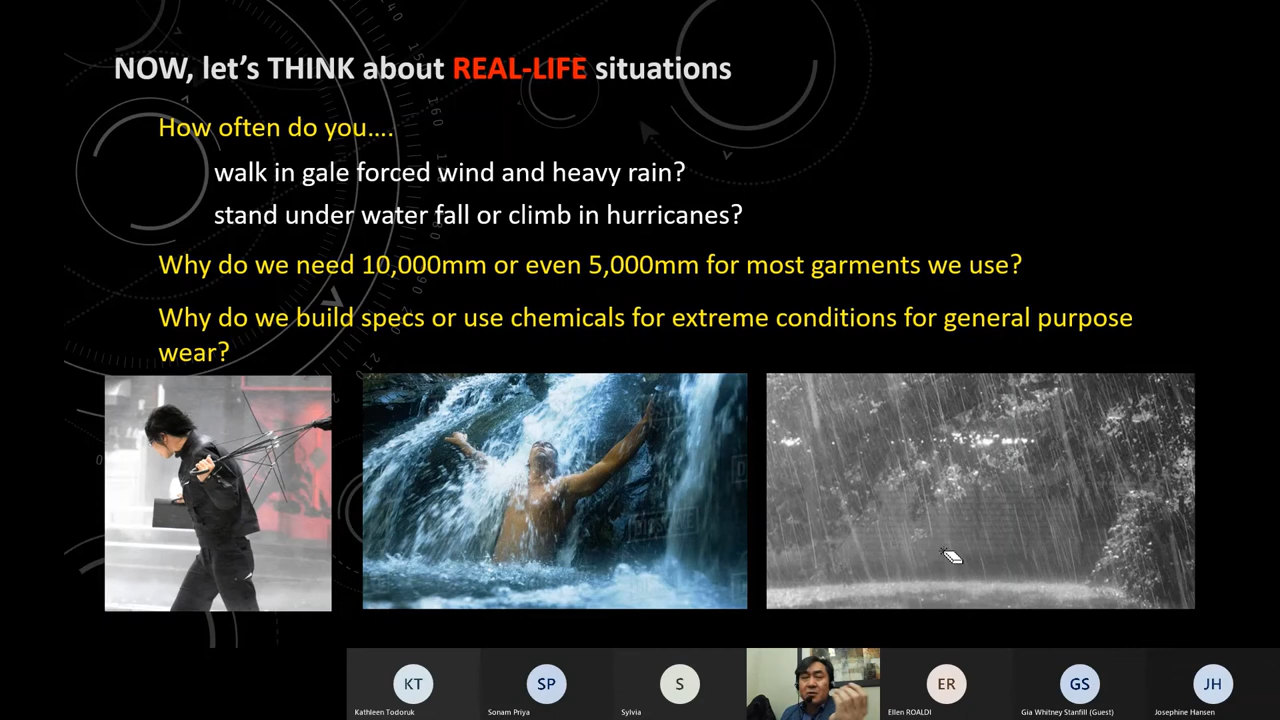 NOW, let's THINK about REAL-LIFE situations
How often do you....
walk in gale forced wind and heavy rain?
stand under water fall or climb in hurricanes?
Why do we need 10,000mm or even 5,000mm for most garments we use?
Why do we build specs or use chemicals for extreme conditions for general purpose
wear?
KT
SP
S
ER
GS
JH
Kathleen Todoruk
Sonam Priya
Sylvia
Ellen ROALDI
Gia Whitney Stanfill (Guest)
Josephine Hansen